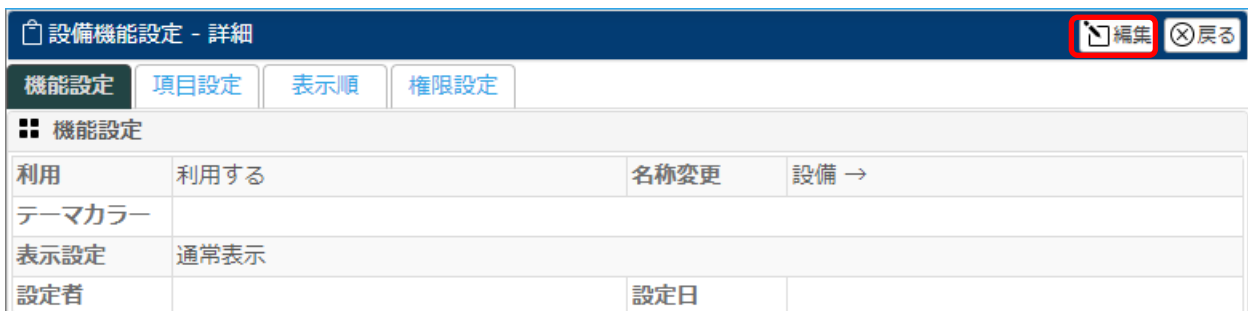 設備機能設定 - 詳細 編集 戻る
機能設定 項目設定 表示順 権限設定
機能設定
利用 利用する 名称変更 設備 →
テーマカラー
表示設定 通常表示
設定者 設定日